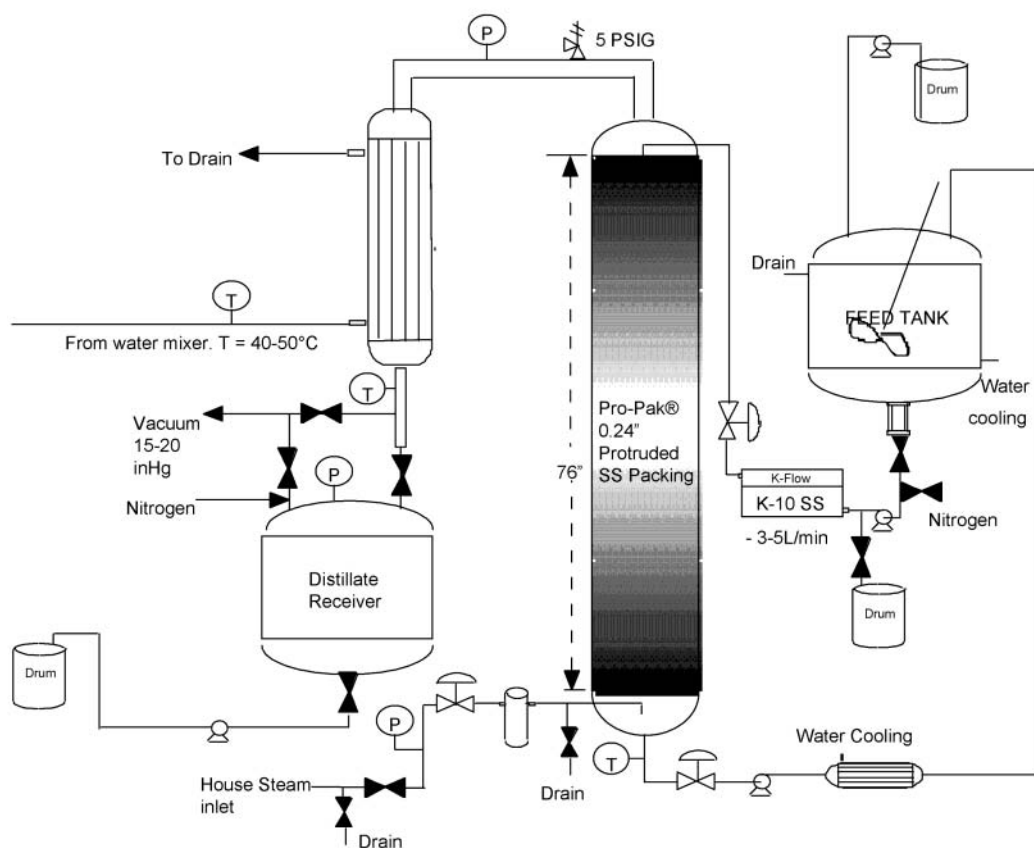 P
5 PSIG
Drum
To Drain
Drain
T
FEED TANK
From water mixer. T = 40-50°C
Water
cooling
T
Vacuum
15-20
inHg
Pro-Pak®
0.24"
Protruded
SS Packing
76"
P
K-Flow
K-10 SS
Nitrogen
Nitrogen
- 3-5L/min
Distillate
Receiver
Drum
Drum
P
Water Cooling
T
House Steam
inlet
Drain
Drain